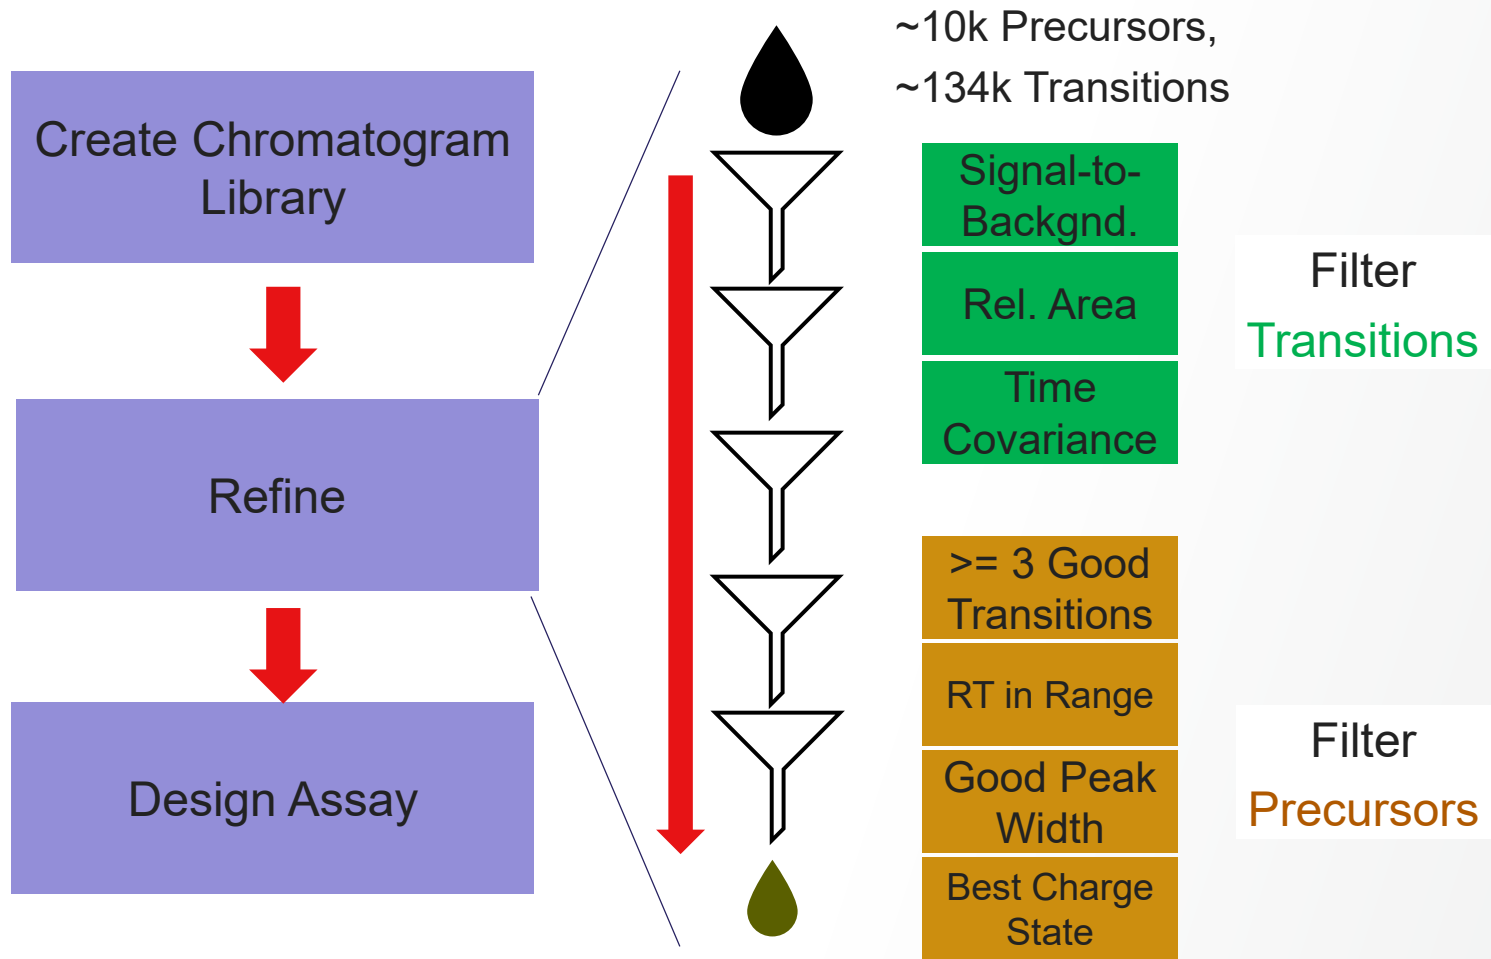 Create Chromatogram
Library
Refine
Design Assay
~10k Precursors,
~134k Transitions
Signal-to-
Backgnd.
Rel. Area
Time
Covariance
Filter
Transitions
>= 3 Good
Transitions
RT in Range
Good Peak
Width
Best Charge
State
Filter
Precursors